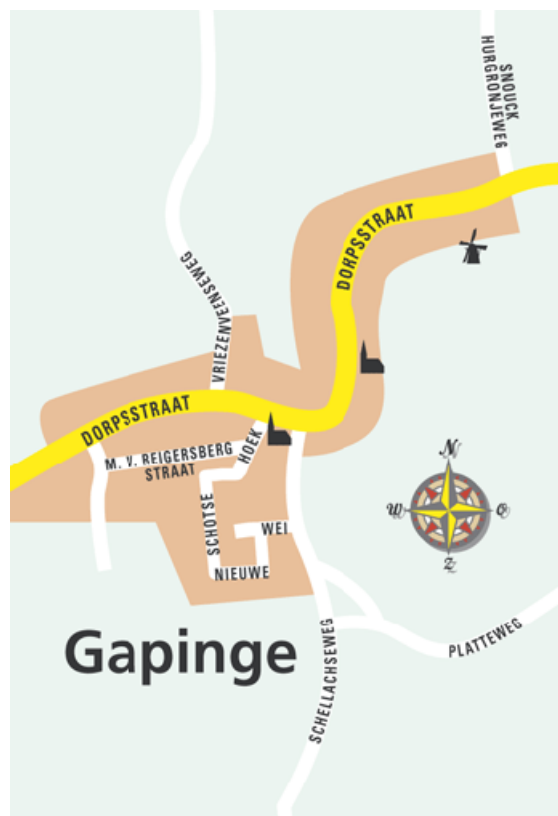 SNOUCK
HURGRONJEWEG
DORPSSTRAAT
VRIEZENVEENSEWEG
DORPSSTRAAT
M. V. REIGERSBERG
STRAAT
HOEK
SCHOTSE
WEI
NIEUWE
N
W
O
Z
Gapinge
SCHELLACHSEWEG
PLATTEWEG